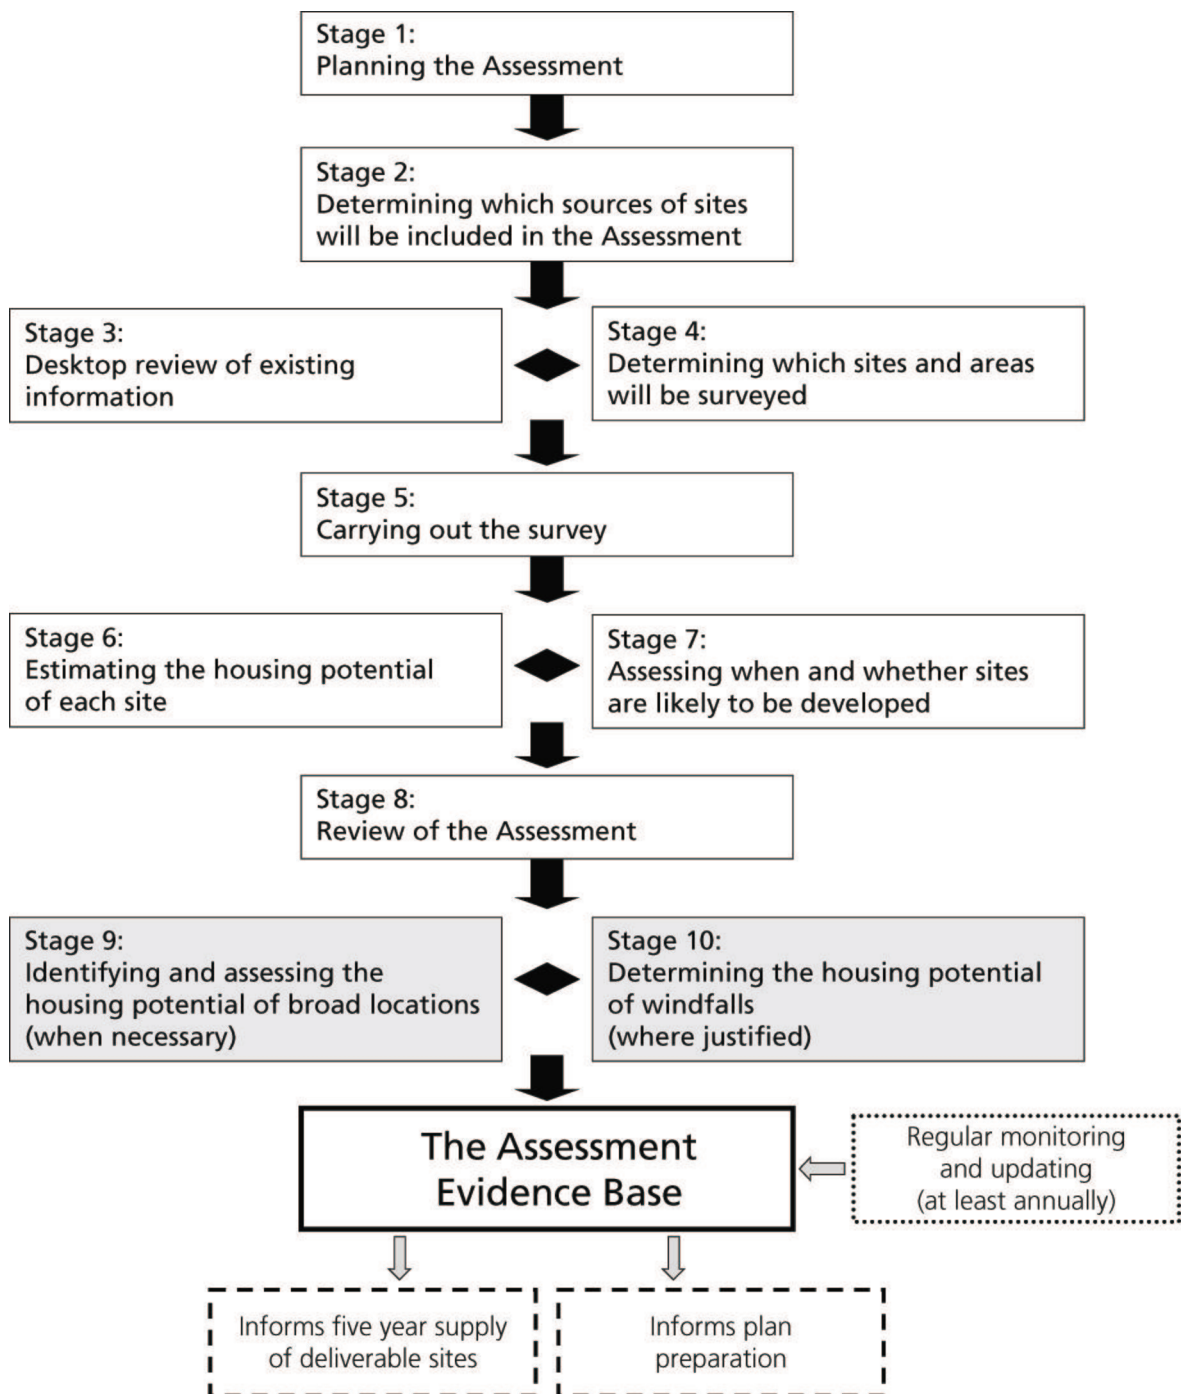 Stage 1:
Planning the Assessment
Stage 2:
Determining which sources of sites
will be included in the Assessment
Stage 3:
Desktop review of existing
information
Stage 4:
Determining which sites and areas
will be surveyed
Stage 5:
Carrying out the survey
Stage 6:
Estimating the housing potential
of each site
Stage 7:
Assessing when and whether sites
are likely to be developed
Stage 8:
Review of the Assessment
Stage 9:
Identifying and assessing the
housing potential of broad locations
(when necessary)
Stage 10:
Determining the housing potential
of windfalls
(where justified)
The Assessment
Evidence Base
Regular monitoring
and updating
(at least annually)
Informs five year supply
of deliverable sites
Informs plan
preparation